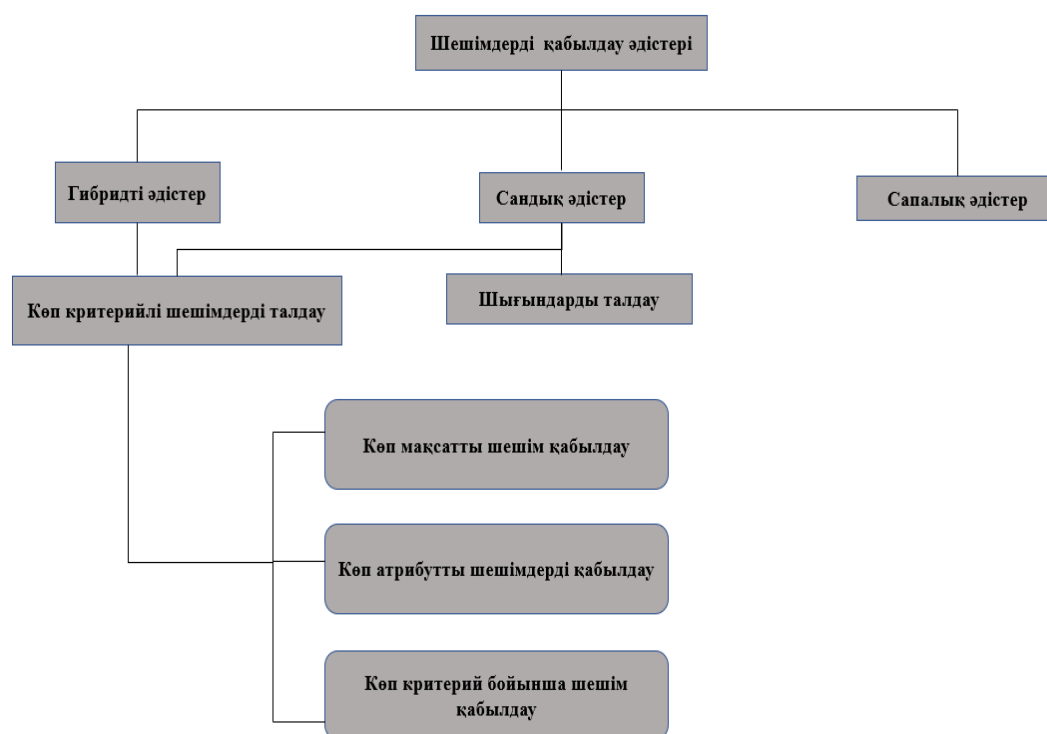 Шешімдерді қабылдау әдістері
Гибридті әдістер
Сандық әдістер
Сапалық әдістер
Көп критерийлі шешімдерді талдау
Шығындарды талдау
Көп мақсатты шешім қабылдау
Көп атрибутты шешімдерді қабылдау
Көп критерий бойынша шешім
қабылдау